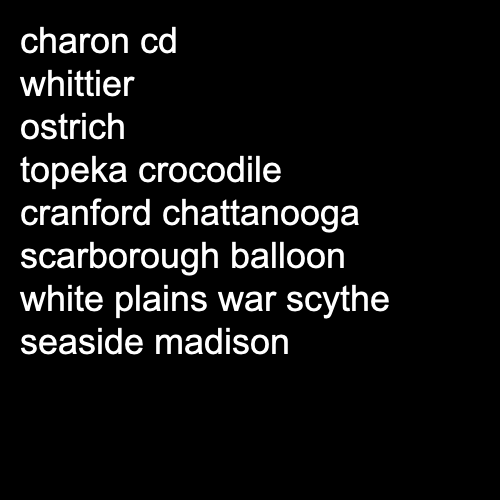 charon cd
whittier
ostrich
topeka crocodile
cranford chattanooga
scarborough balloon
white plains war scythe
seaside madison